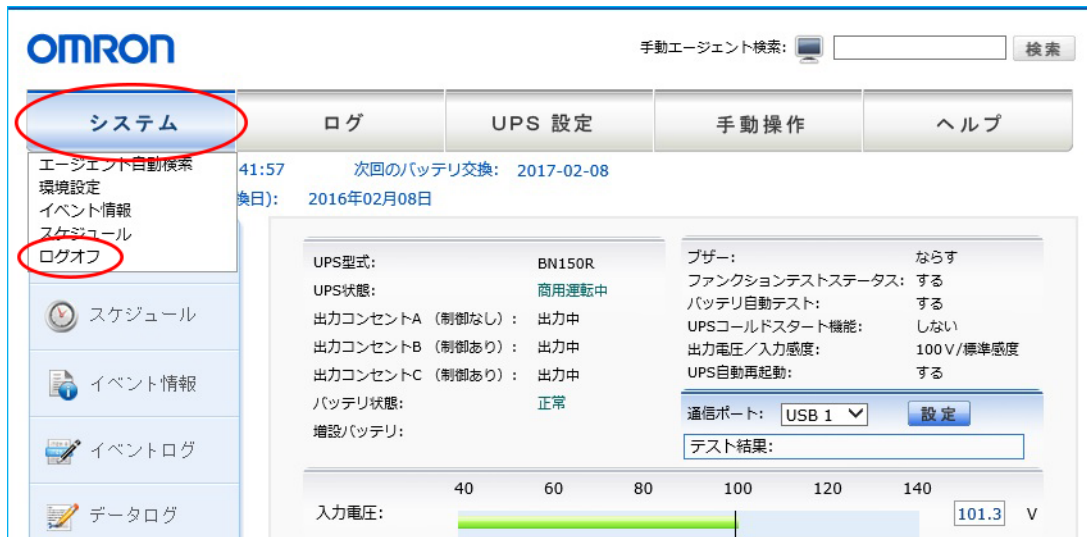 OMRON
手動エージェント検索: 検索
システム ログ UPS 設定 手動操作 ヘルプ
エージェント自動検索
環境設定
イベント情報
スケジュール
ログオフ
41:57 次回のバッテリ交換: 2017-02-08
換日): 2016年02月08日
スケジュール
イベント情報
イベントログ
データログ
UPS型式: BN150R
UPS状態: 商用運転中
出力コンセントA (制御なし): 出力中
出力コンセントB (制御あり): 出力中
出力コンセントC (制御あり): 出力中
バッテリ状態: 正常
増設バッテリ:
ブザー: ならす
ファンクションテストステータス: する
バッテリ自動テスト: する
UPSコールドスタート機能: しない
出力電圧/入力感度: 100V/標準感度
UPS自動再起動: する
通信ポート: USB 1 設定
テスト結果:
40 60 80 100 120 140
入力電圧: 101.3 V